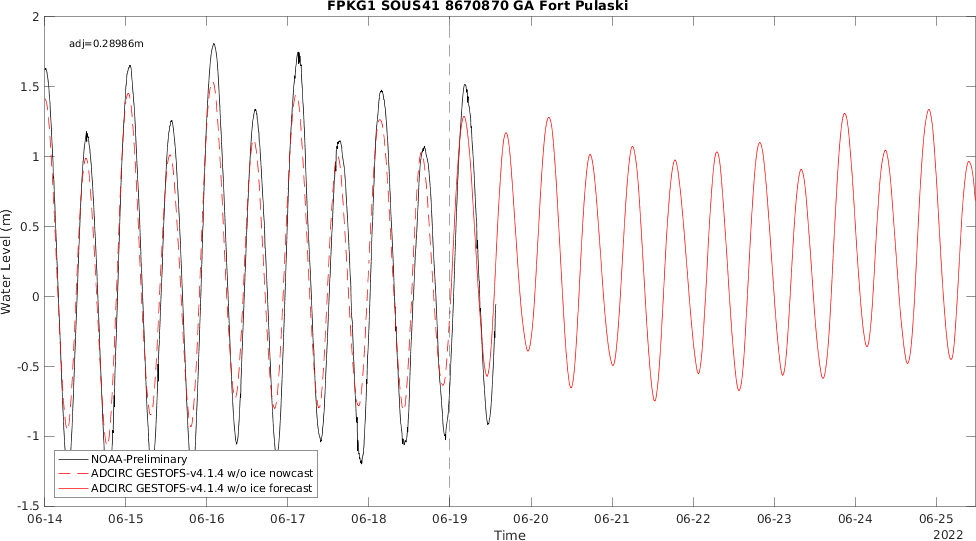 FPKG1 SOUS41 8670870 GA Fort Pulaski
adj=0.28986m
2
1.5
1
0.5
0
-0.5
-1
-1.5
Water Level (m)
NOAA-Preliminary
ADCIRC GESTOFS-v4.1.4 w/o ice nowcast
ADCIRC GESTOFS-v4.1.4 w/o ice forecast
06-14 06-15 06-16 06-17 06-18 06-19 06-20 06-21 06-22 06-23 06-24 06-25
Time
2022